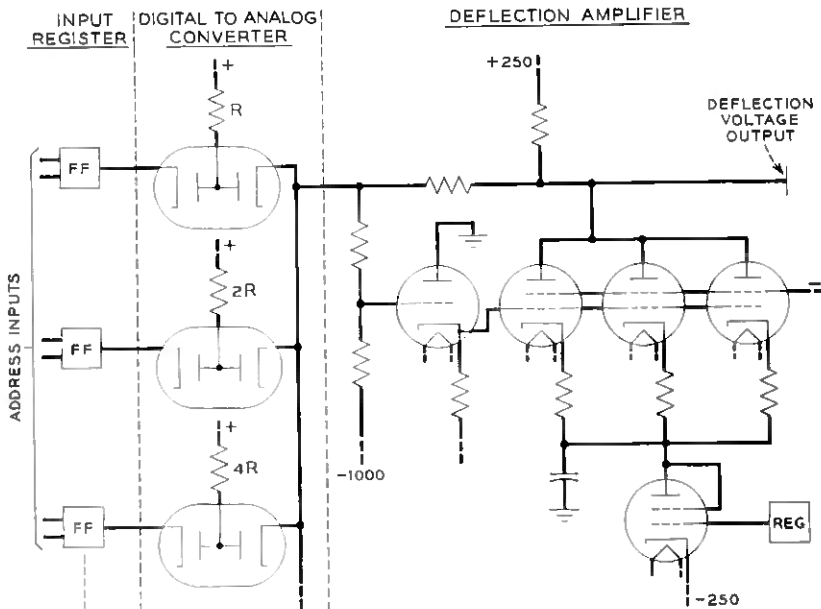 INPUT
REGISTER
DIGITAL TO ANALOG
CONVERTER
DEFLECTION AMPLIFIER
+
R
+250
DEFLECTION
VOLTAGE
OUTPUT
FF
+
2R
ADDRESS INPUTS
FF
+
4R
-1000
FF
REG
-250